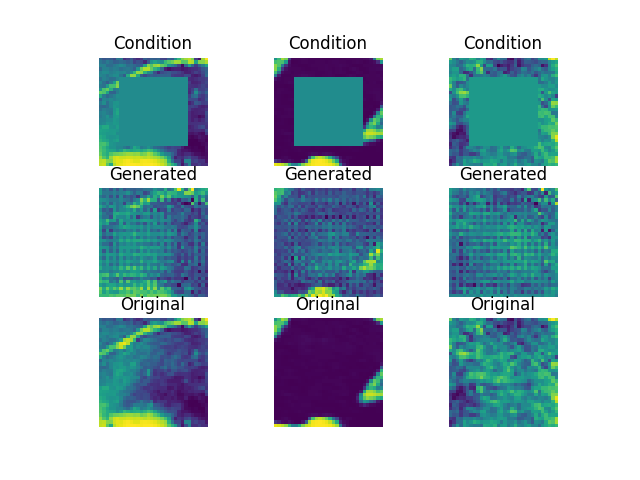 Condition Condition Condition
Generated Generated Generated
Original Original Original